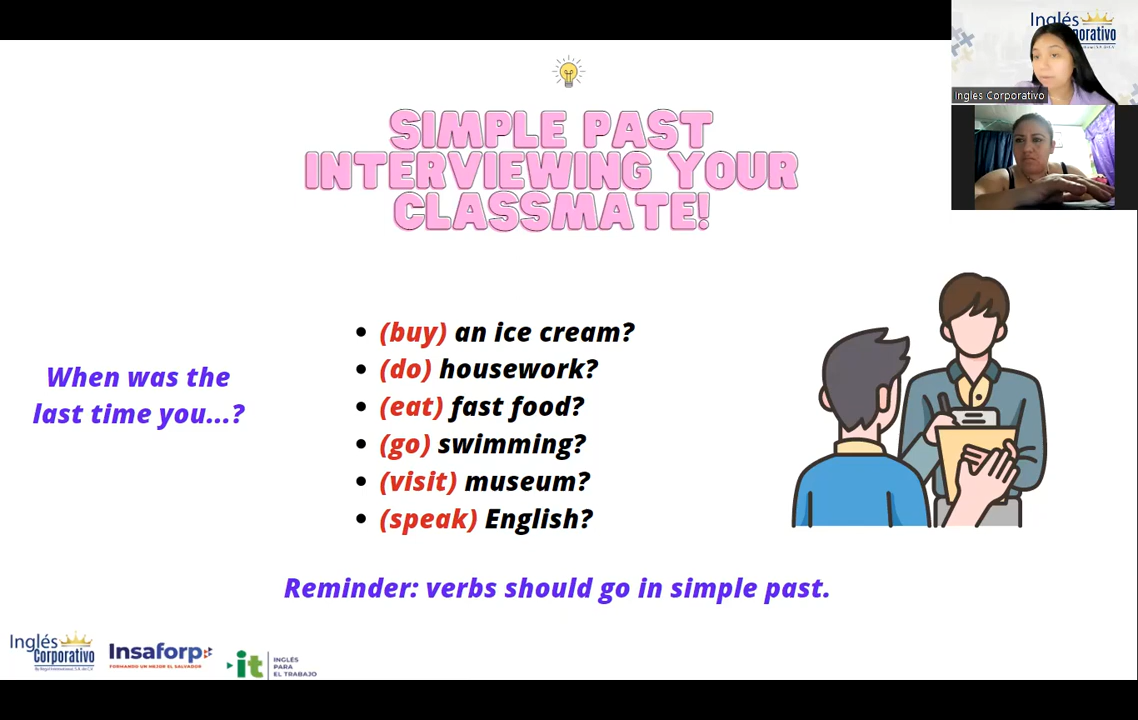 Inglés
Corporativo
Ingles Corporativo
SIMPLE PAST
INTERVIEWING YOUR
CLASSMATE!
When was the
last time you...?
(buy) an ice cream?
(do) housework?
(eat) fast food?
(go) swimming?
(visit) museum?
(speak) English?
Reminder: verbs should go in simple past.
Inglés
Corporativo
Insaforp
FORMANDO UN MEJOR EL SALVADOR
it
INGLÉS
PARA
EL TRABAJO